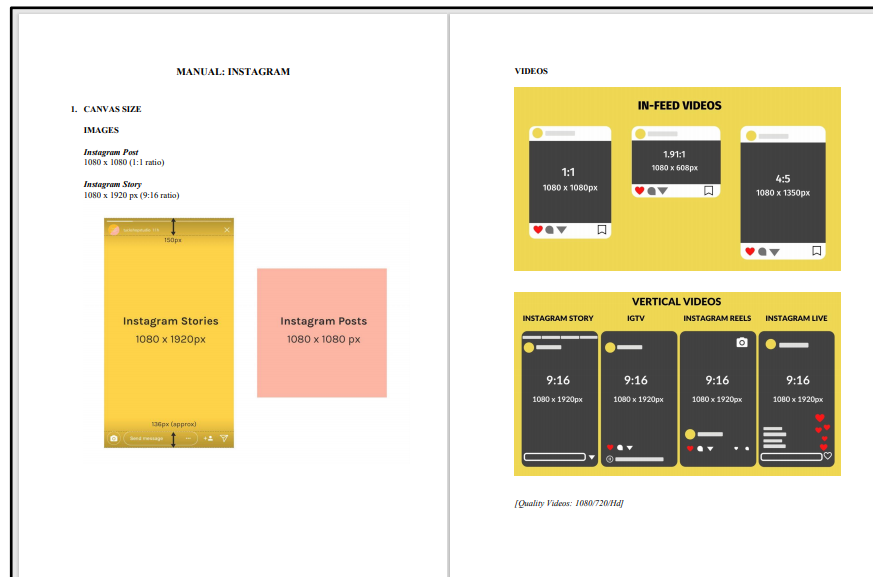 MANUAL: INSTAGRAM
1. CANVAS SIZE
IMAGES
Instagram Post
1080 x 1080 (1:1 ratio)
Instagram Story
1080 x 1920 px (9:16 ratio)
150px
Instagram Stories
1080 x 1920px
136px (approx)
Send message
Instagram Posts
1080 x 1080 px
VIDEOS
IN-FEED VIDEOS
1:1
1080 x 1080px
1.91:1
1080 x 608px
4:5
1080 x 1350px
VERTICAL VIDEOS
INSTAGRAM STORY IGTV INSTAGRAM REELS INSTAGRAM LIVE
9:16 9:16 9:16 9:16
1080 x 1920px 1080 x 1920px 1080 x 1920px 1080 x 1920px
[Quality Videos: 1080/720/Hd]